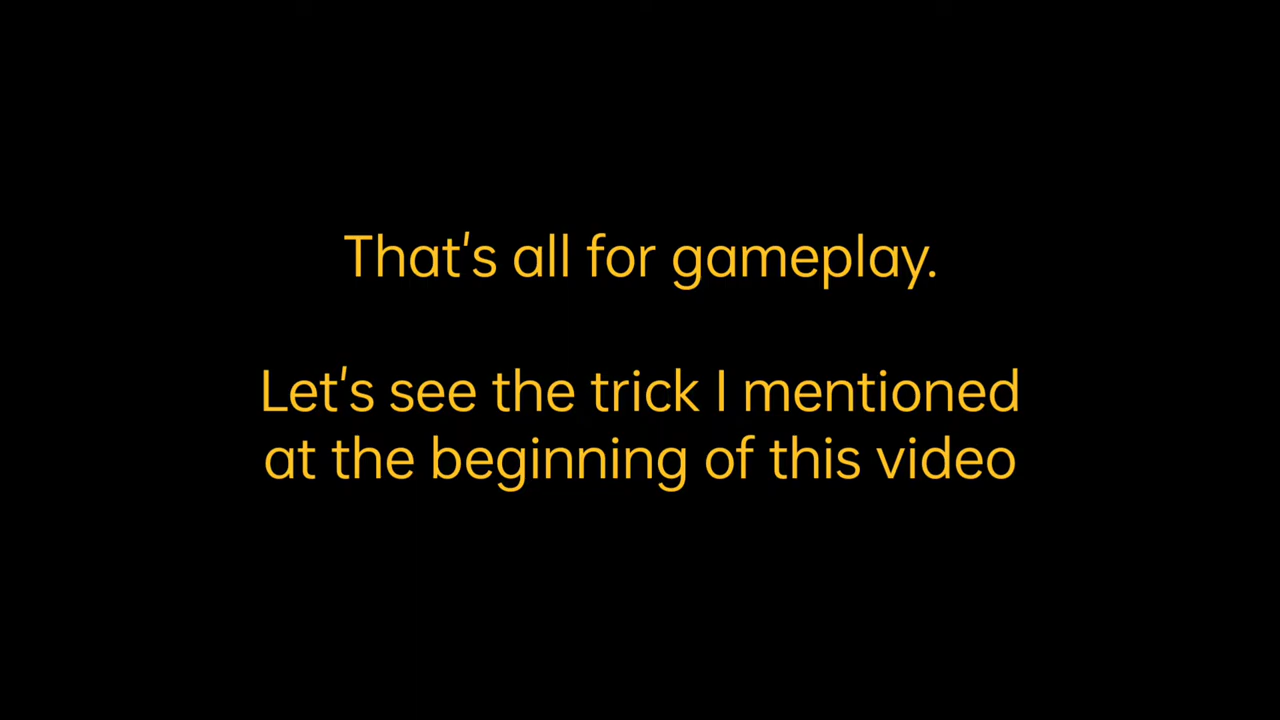 That's all for gameplay.
Let's see the trick I mentioned
at the beginning of this video